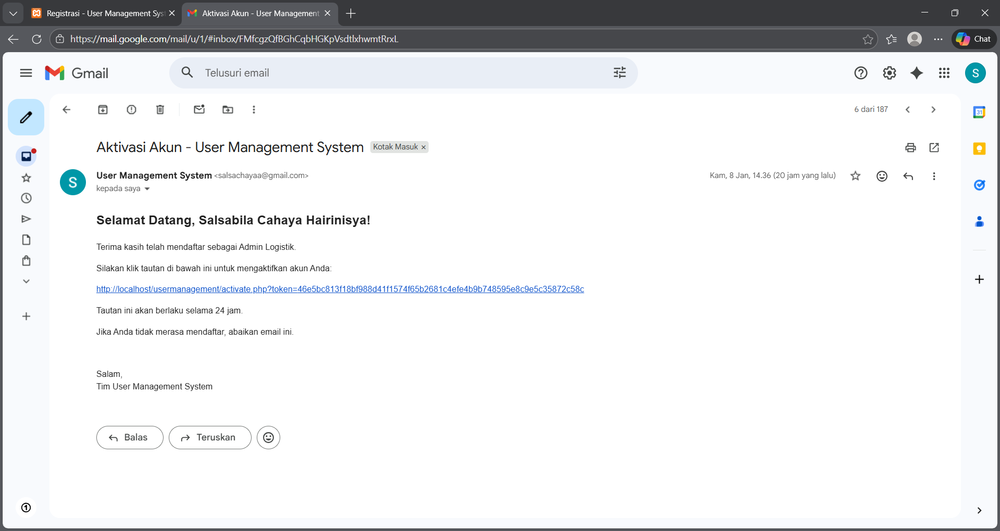 Registrasi - User Management Sys
Aktivasi Akun - User Management
https://mail.google.com/mail/u/1/#inbox/FMfcgzQfBGhCqbHGKpVsdtlxhwmtRrxL
Chat
Gmail
Telusuri email
S
6 dari 187
31
Aktivasi Akun - User Management System
Kotak Masuk ×
S
User Management System <salsachayaa@gmail.com>
Kam, 8 Jan, 14.36 (20 jam yang lalu)
kepada saya
Selamat Datang, Salsabila Cahaya Hairinisya!
Terima kasih telah mendaftar sebagai Admin Logistik.
Silakan klik tautan di bawah ini untuk mengaktifkan akun Anda:
http://localhost/usermanagement/activate.php?token=46e5bc813f18bf988d41f1574f65b2681c4efe4b9b748595e8c9e5c35872c58c
Tautan ini akan berlaku selama 24 jam.
Jika Anda tidak merasa mendaftar, abaikan email ini.
Salam,
Tim User Management System
Balas
Teruskan
1